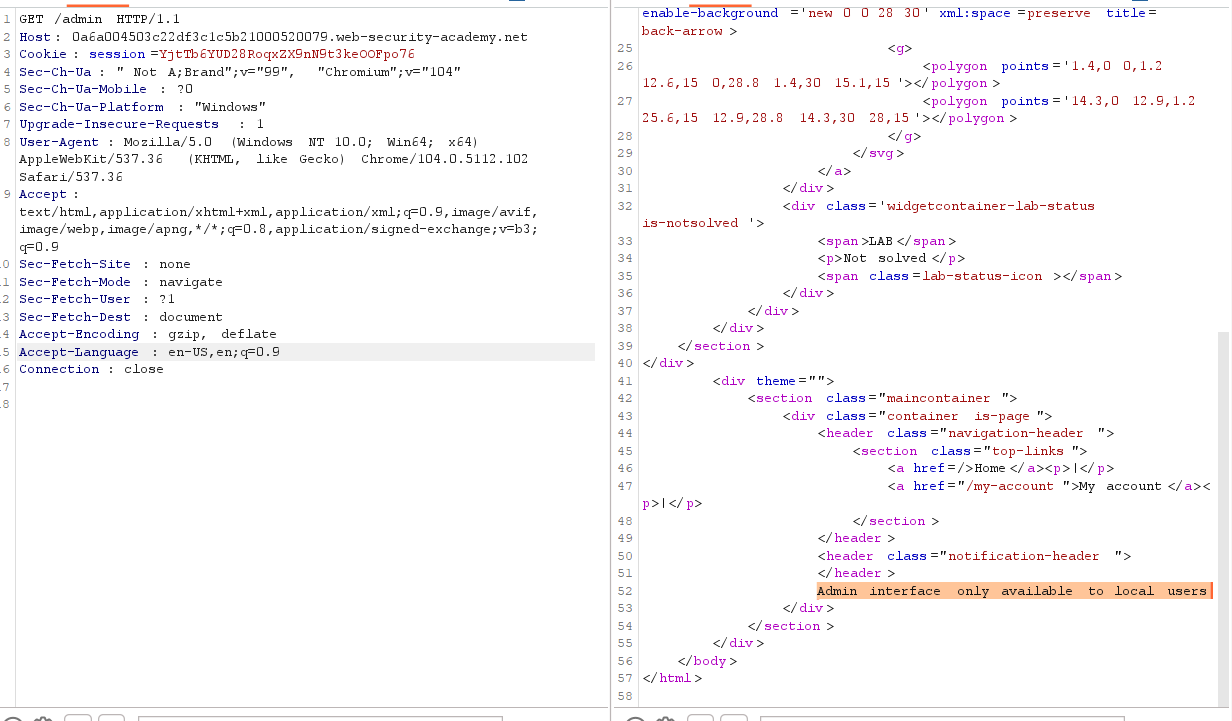 1 GET /admin HTTP/1.1
2 Host: 0a6a004503c22df3c1c5b21000520079.web-security-academy.net
3 Cookie: session=YjtTb6YUD28RoqxZX9nN9t3keOOFpo76
4 Sec-Ch-Ua: " Not A;Brand";v="99", "Chromium";v="104"
5 Sec-Ch-Ua-Mobile: ?0
6 Sec-Ch-Ua-Platform: "Windows"
7 Upgrade-Insecure-Requests: 1
8 User-Agent: Mozilla/5.0 (Windows NT 10.0; Win64; x64)
AppleWebKit/537.36 (KHTML, like Gecko) Chrome/104.0.5112.102
Safari/537.36
9 Accept:
text/html,application/xhtml+xml,application/xml;q=0.9,image/avif,
image/webp,image/apng,*/*;q=0.8,application/signed-exchange;v=b3;
q=0.9
0 Sec-Fetch-Site: none
1 Sec-Fetch-Mode: navigate
2 Sec-Fetch-User: ?1
3 Sec-Fetch-Dest: document
4 Accept-Encoding: gzip, deflate
5 Accept-Language: en-US,en;q=0.9
6 Connection: close
7
8
enable-background='new 0 0 28 30' xml:space=preserve title=
back-arrow>
25 <g>
26 <polygon points='1.4,0 0,1.2
12.6,15 0,28.8 1.4,30 15.1,15'></polygon>
27 <polygon points='14.3,0 12.9,1.2
25.6,15 12.9,28.8 14.3,30 28,15'></polygon>
28 </g>
29 </svg>
30 </a>
31 </div>
32 <div class='widgetcontainer-lab-status
is-notsolved'>
33 <span>LAB</span>
34 <p>Not solved</p>
35 <span class=lab-status-icon></span>
36 </div>
37 </div>
38 </div>
39 </section>
40 </div>
41 <div theme="">
42 <section class="maincontainer">
43 <div class="container is-page">
44 <header class="navigation-header">
45 <section class="top-links">
46 <a href=/>Home</a><p>|</p>
47 <a href="/my-account">My account</a><
p>|</p>
48 </section>
49 </header>
50 <header class="notification-header">
51 </header>
52 Admin interface only available to local users
53 </div>
54 </section>
55 </div>
56 </body>
57 </html>
58